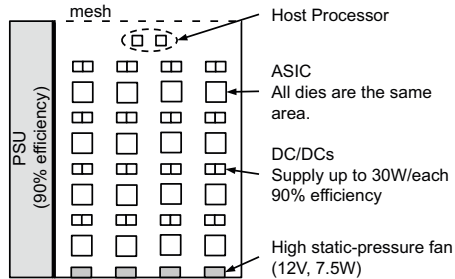 mesh
Host Processor
ASIC
All dies are the same
area.
PSU
(90% efficiency)
DC/DCs
Supply up to 30W/each
90% efficiency
High static-pressure fan
(12V, 7.5W)